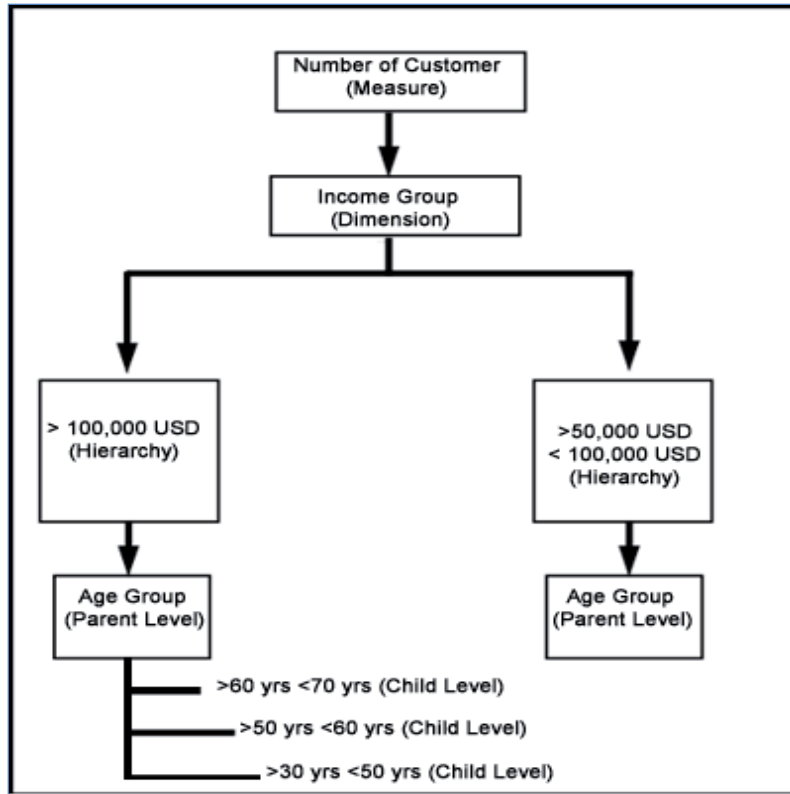 Number of Customer
(Measure)
Income Group
(Dimension)
> 100,000 USD
(Hierarchy)
>50,000 USD
< 100,000 USD
(Hierarchy)
Age Group
(Parent Level)
Age Group
(Parent Level)
>60 yrs <70 yrs (Child Level)
>50 yrs <60 yrs (Child Level)
>30 yrs <50 yrs (Child Level)